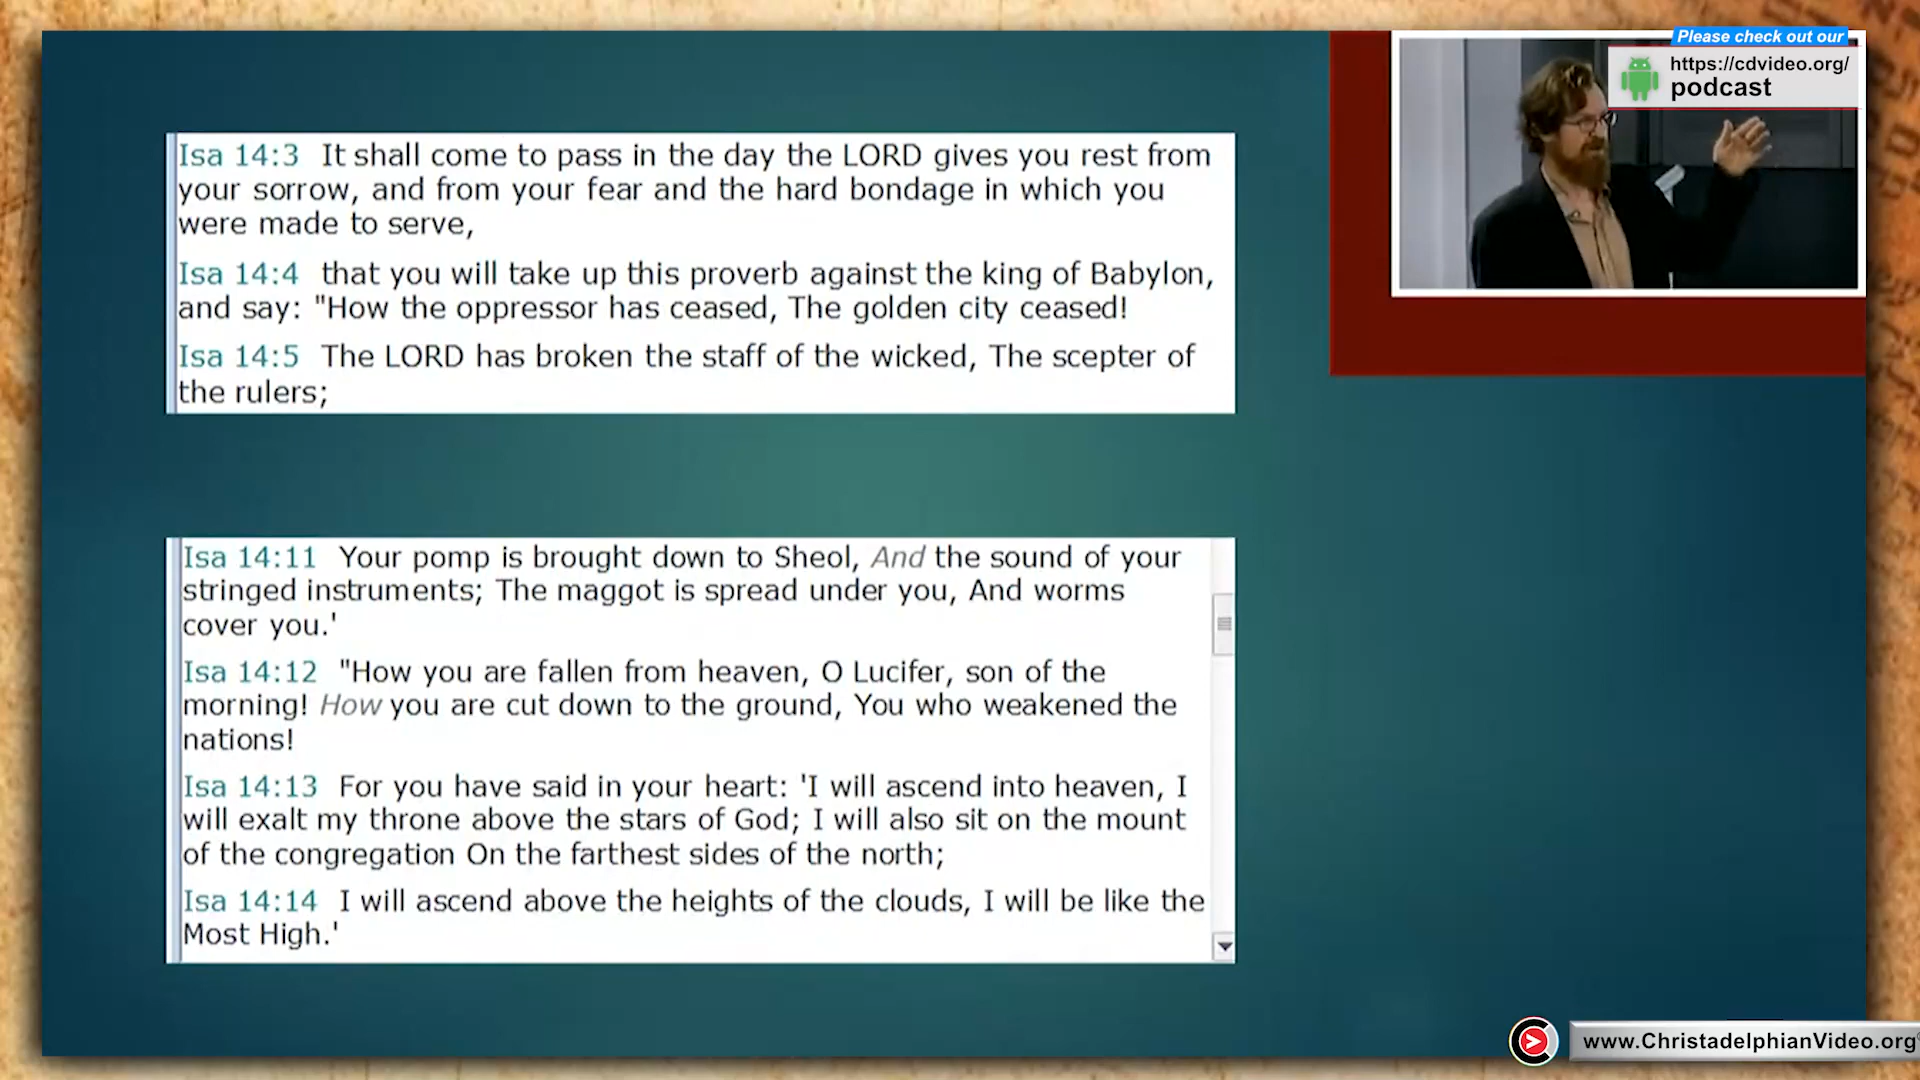 Please check out our
https://cdvideo.org/
podcast
Isa 14:3 It shall come to pass in the day the LORD gives you rest from
your sorrow, and from your fear and the hard bondage in which you
were made to serve,
Isa 14:4 that you will take up this proverb against the king of Babylon,
and say: "How the oppressor has ceased, The golden city ceased!
Isa 14:5 The LORD has broken the staff of the wicked, The scepter of
the rulers;
Isa 14:11 Your pomp is brought down to Sheol, And the sound of your
stringed instruments; The maggot is spread under you, And worms
cover you.'
Isa 14:12 "How you are fallen from heaven, O Lucifer, son of the
morning! How you are cut down to the ground, You who weakened the
nations!
Isa 14:13 For you have said in your heart: 'I will ascend into heaven, I
will exalt my throne above the stars of God; I will also sit on the mount
of the congregation On the farthest sides of the north;
Isa 14:14 I will ascend above the heights of the clouds, I will be like the
Most High.'
www.ChristadelphianVideo.org